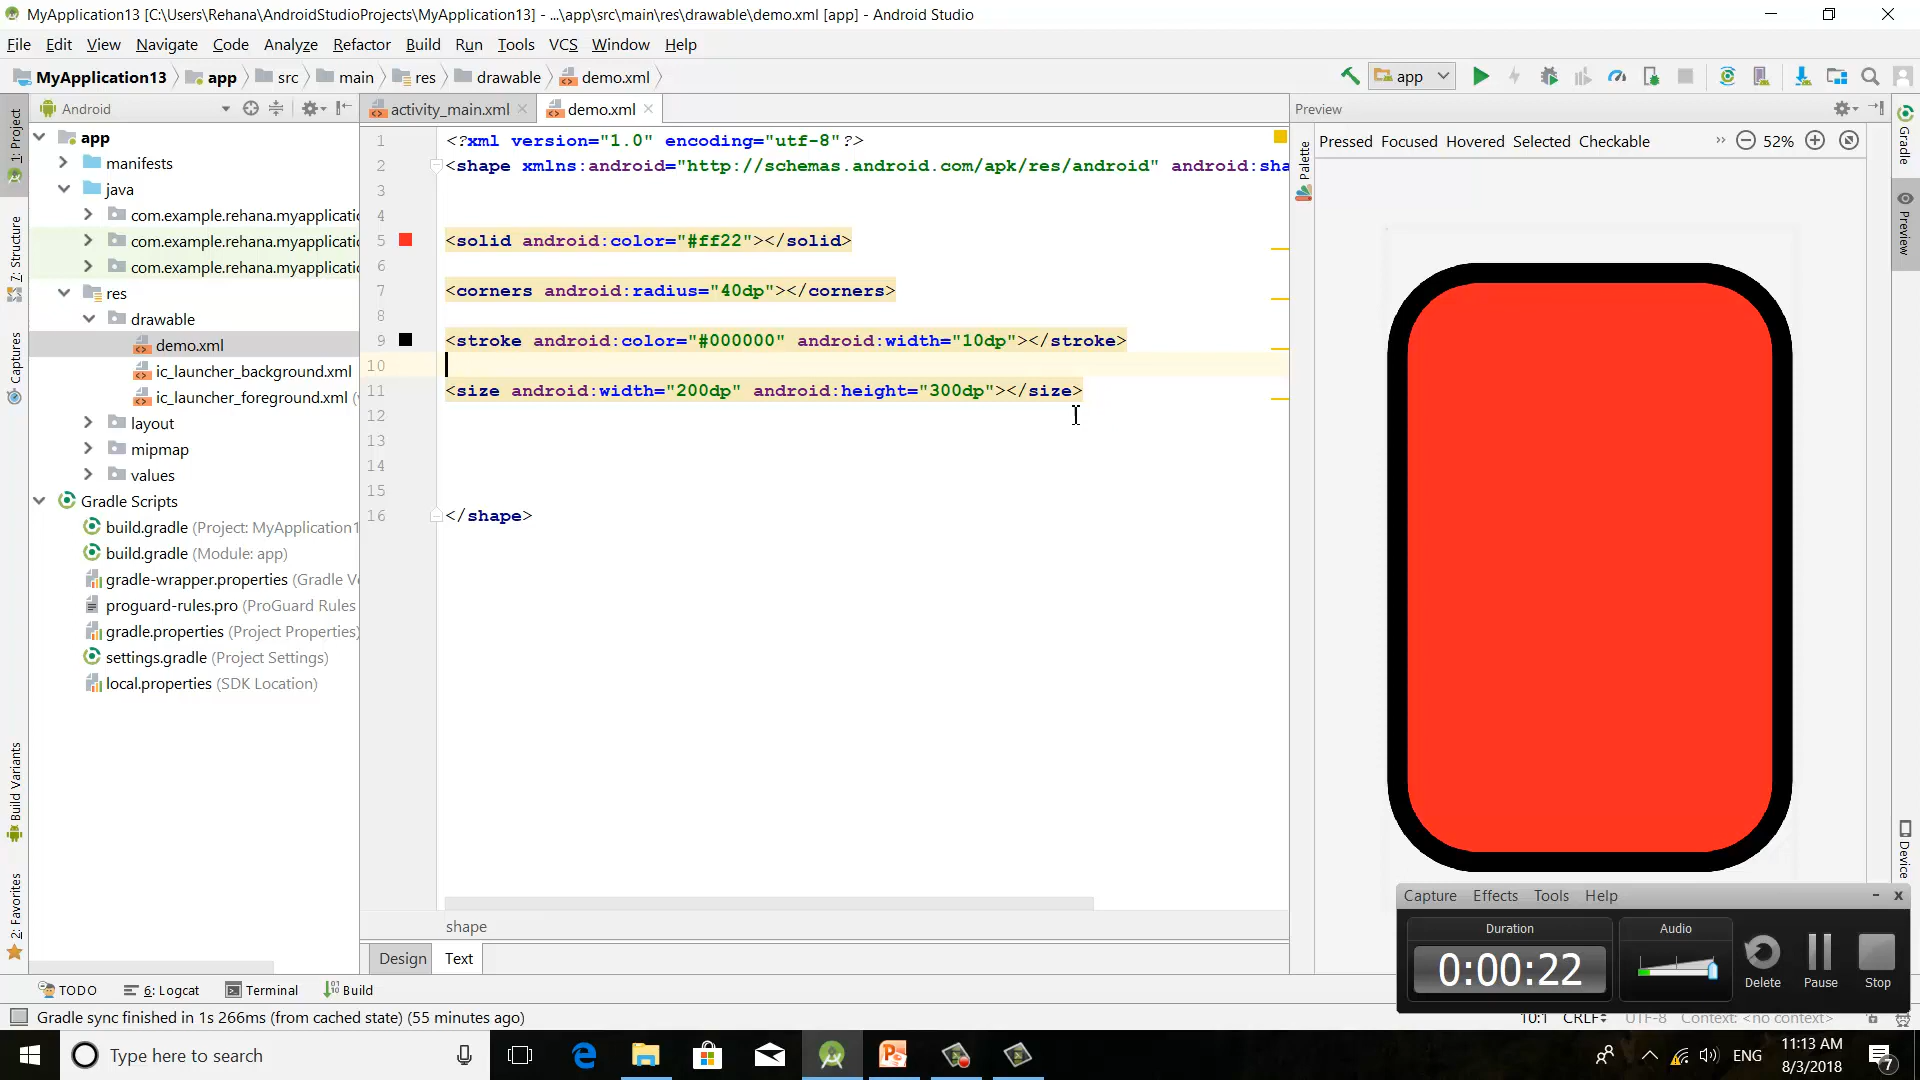 MyApplication13 [C:\Users\Rehana\AndroidStudioProjects\MyApplication13] - ...\app\src\main\res\drawable\demo.xml [app] - Android Studio
File Edit View Navigate Code Analyze Refactor Build Run Tools VCS Window Help
MyApplication13 app src main res drawable demo.xml app
Android activity_main.xml demo.xml Preview
Pressed Focused Hovered Selected Checkable 52%
1: Project
Z: Structure
Captures
Build Variants
2: Favorites
app
manifests
java
com.example.rehana.myapplicatio
com.example.rehana.myapplicatio
com.example.rehana.myapplicatio
res
drawable
demo.xml
ic_launcher_background.xml
ic_launcher_foreground.xml (
layout
mipmap
values
Gradle Scripts
build.gradle (Project: MyApplication1
build.gradle (Module: app)
gradle-wrapper.properties (Gradle Ve
proguard-rules.pro (ProGuard Rules
gradle.properties (Project Properties)
settings.gradle (Project Settings)
local.properties (SDK Location)
1 <?xml version="1.0" encoding="utf-8"?>
2 <shape xmlns:android="http://schemas.android.com/apk/res/android" android:sha
3
4
5 <solid android:color="#ff22"></solid>
6
7 <corners android:radius="40dp"></corners>
8
9 <stroke android:color="#000000" android:width="10dp"></stroke>
10
11 <size android:width="200dp" android:height="300dp"></size>
12
13
14
15
16 </shape>
shape
Design Text
Palette
Gradle
Preview
Device
Capture Effects Tools Help
Duration Audio
0:00:22
Delete Pause Stop
TODO 6: Logcat Terminal Build
Gradle sync finished in 1s 266ms (from cached state) (55 minutes ago) 10:1 CRLF UTF-8 Context: <no context>
Type here to search
ENG 11:13 AM
8/3/2018
7